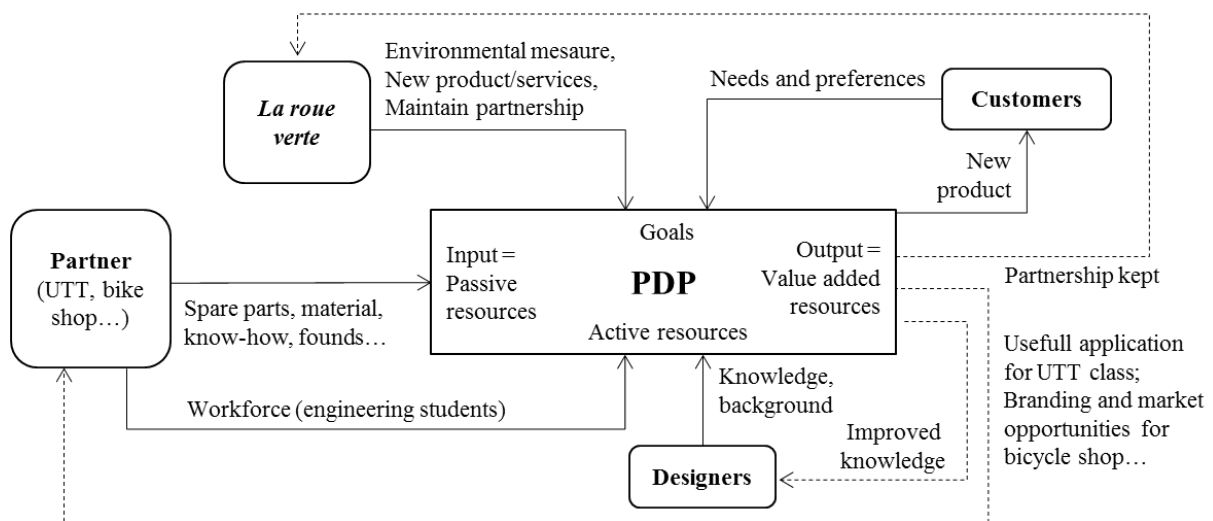 Environmental mesaure,
New product/services,
Maintain partnership
La roue
verte
Needs and preferences
Customers
New
product
Partner
(UTT, bike
shop…)
Spare parts, material,
know-how, founds…
Goals
Input =
Passive
resources
PDP
Output =
Value added
resources
Active resources
Partnership kept
Workforce (engineering students)
Knowledge,
background
Designers
Improved
knowledge
Usefull application
for UTT class;
Branding and market
opportunities for
bicycle shop…